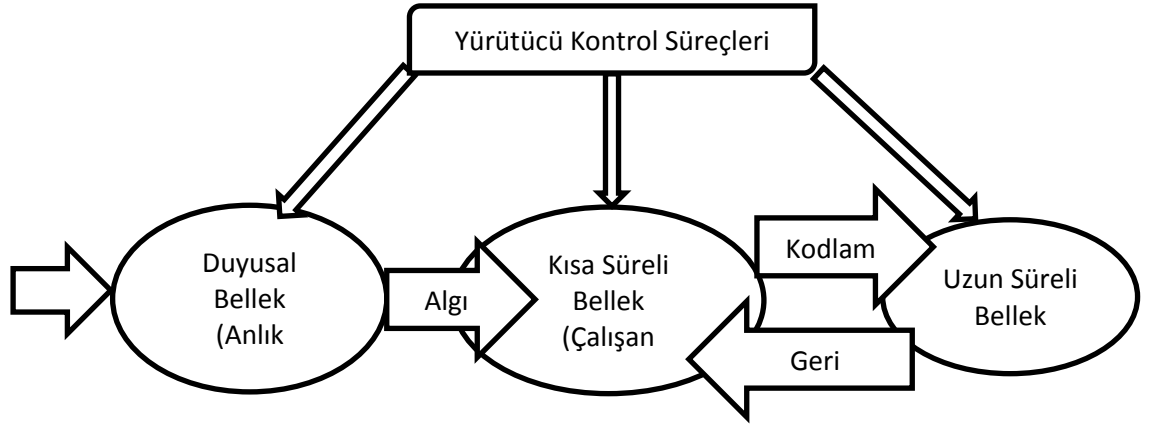 Yürütücü Kontrol Süreçleri
Duyusal
Bellek
(Anlık
Algı
Kısa Süreli
Bellek
(Çalışan
Kodlam
Geri
Uzun Süreli
Bellek